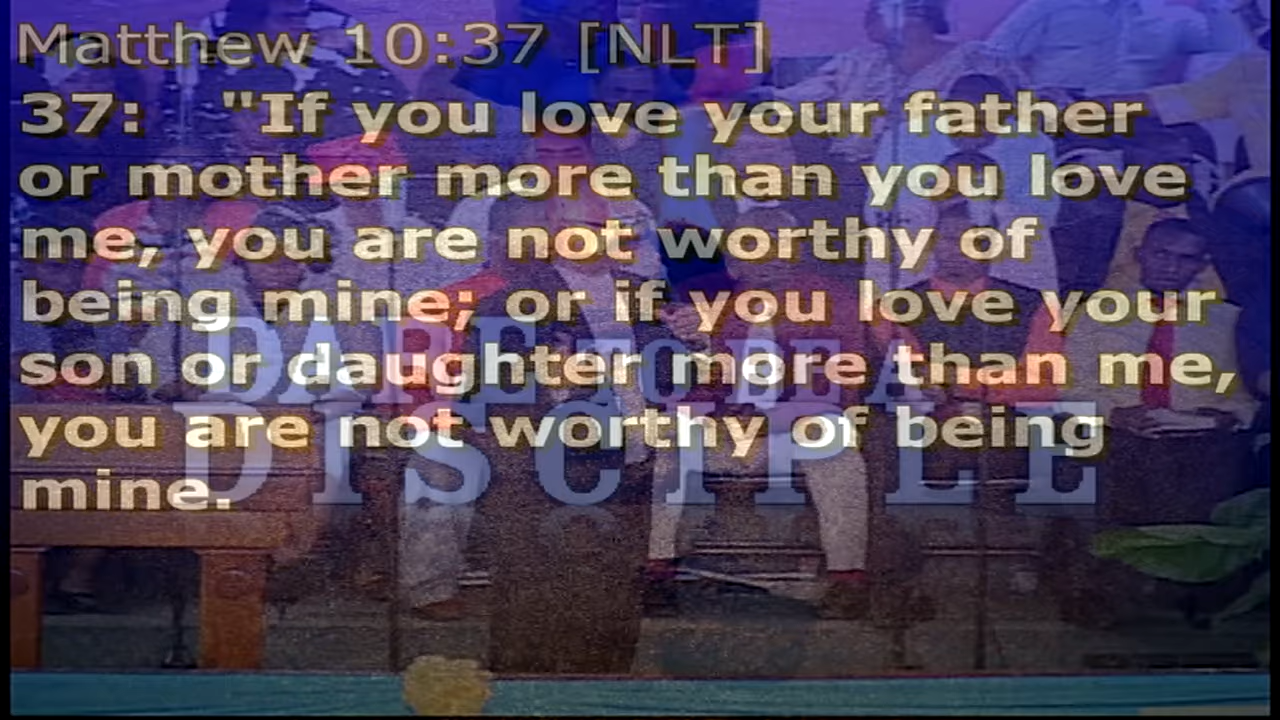 Matthew 10:37 [NLT]
37: "If you love your father
or mother more than you love
me, you are not worthy of
being mine; or if you love your
son or daughter more than me,
you are not worthy of being
mine.
DARE TO BE A
DISCIPLE